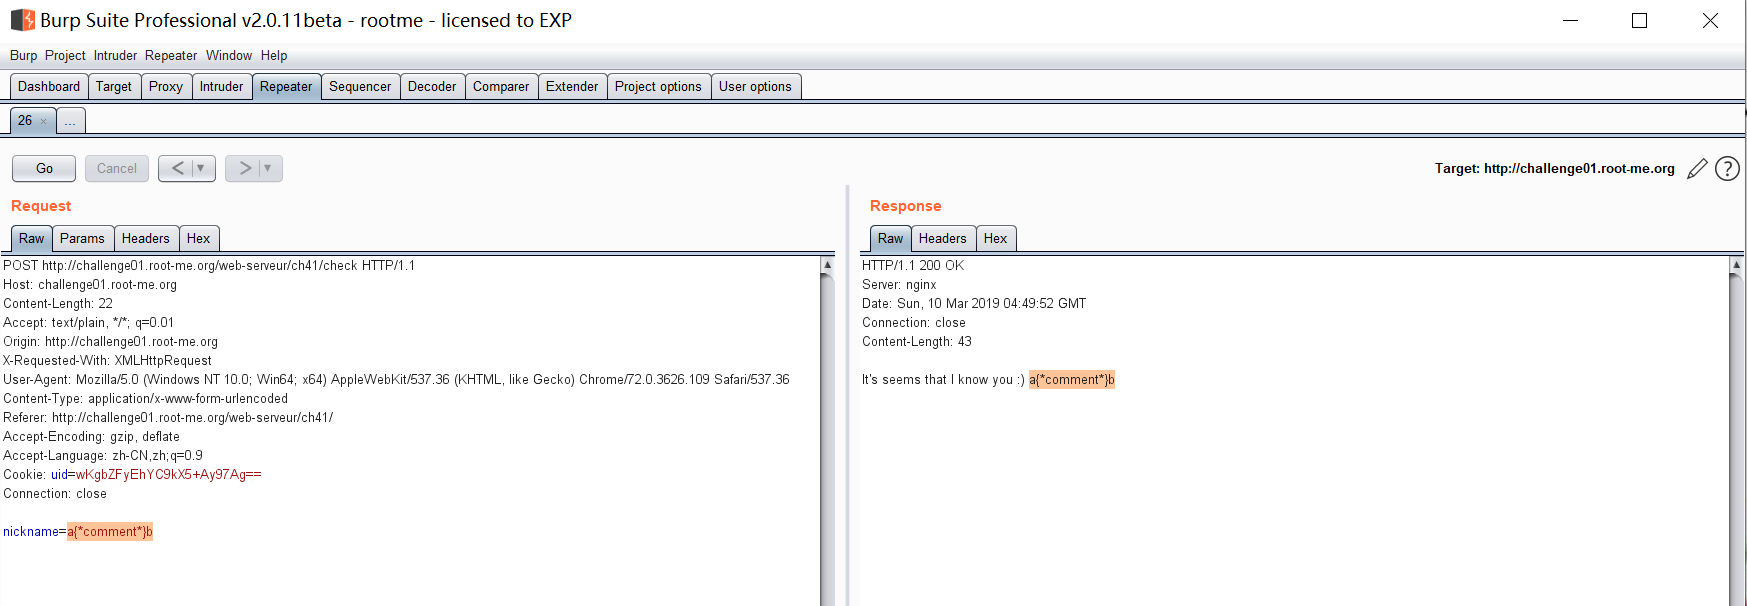 Burp Suite Professional v2.0.11beta - rootme - licensed to EXP
Burp Project Intruder Repeater Window Help
Dashboard Target Proxy Intruder Repeater Sequencer Decoder Comparer Extender Project options User options
26 × ...
Go Cancel < ▼ > ▼ Target: http://challenge01.root-me.org ?
Request
Raw Params Headers Hex
POST http://challenge01.root-me.org/web-serveur/ch41/check HTTP/1.1
Host: challenge01.root-me.org
Content-Length: 22
Accept: text/plain, */*; q=0.01
Origin: http://challenge01.root-me.org
X-Requested-With: XMLHttpRequest
User-Agent: Mozilla/5.0 (Windows NT 10.0; Win64; x64) AppleWebKit/537.36 (KHTML, like Gecko) Chrome/72.0.3626.109 Safari/537.36
Content-Type: application/x-www-form-urlencoded
Referer: http://challenge01.root-me.org/web-serveur/ch41/
Accept-Encoding: gzip, deflate
Accept-Language: zh-CN,zh;q=0.9
Cookie: uid=wKgbZFyEhYC9kX5+Ay97Ag==
Connection: close
nickname=a{*comment*}b
Response
Raw Headers Hex
HTTP/1.1 200 OK
Server: nginx
Date: Sun, 10 Mar 2019 04:49:52 GMT
Connection: close
Content-Length: 43
It's seems that I know you :) a{*comment*}b